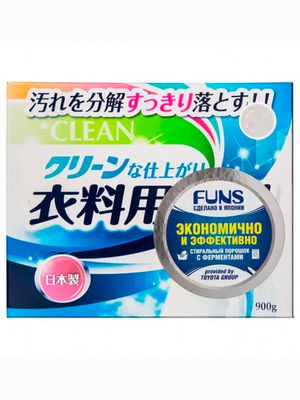 汚れを分解すっきり落とす!!
CLEAN
クリーンな仕上がり
衣料用
日本製
FUNS
СДЕЛАНО В ЯПОНИИ
ЭКОНОМИЧНО
И ЭФФЕКТИВНО
СТИРАЛЬНЫЙ ПОРОШОК
С ФЕРМЕНТАМИ
provided by
TOYOTA GROUP
900g